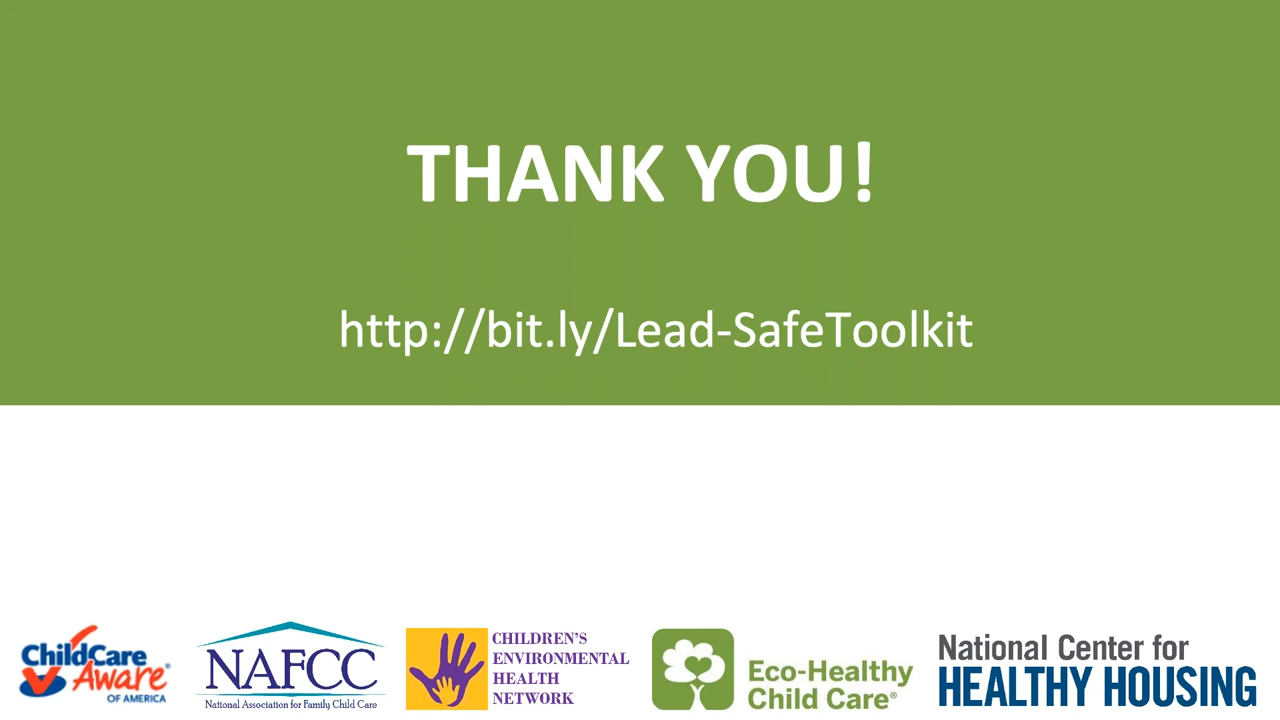 THANK YOU!
http://bit.ly/Lead-SafeToolkit
ChildCare
Aware®
OF AMERICA
NAFCC
National Association for Family Child Care
CHILDREN'S
ENVIRONMENTAL
HEALTH
NETWORK
Eco-Healthy
Child Care®
National Center for
HEALTHY HOUSING